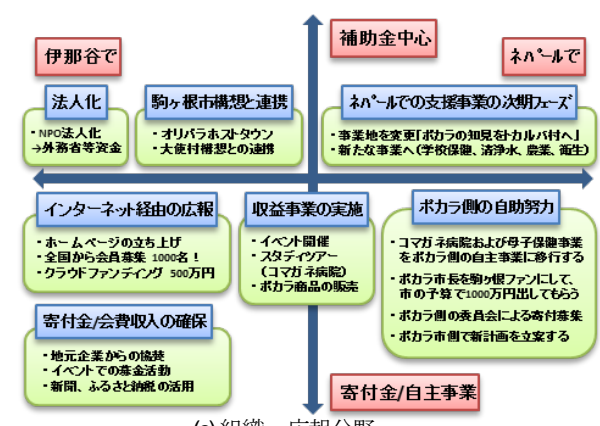 補助金中心
伊那谷で
ネパールで
法人化
・NPO法人化
→外務省等資金
駒ヶ根市構想と連携
・オリパラホストタウン
・大使村構想との連携
ネパールでの支援事業の次期フェーズ
・事業地を変更「ポカラの知見をトカルパ村へ」
・新たな事業へ(学校保健、清浄水、農業、衛生)
インターネット経由の広報
・ホームページの立ち上げ
・全国から会員募集 1000名!
・クラウドファンディング 500万円
収益事業の実施
・イベント開催
・スタディツアー
(コマガネ病院)
・ポカラ商品の販売
ポカラ側の自助努力
・コマガネ病院および母子保健事業
をポカラ側の自主事業に移行する
・ポカラ市長を駒ヶ根ファンにして、
市の予算で1000万円出してもらう
・ポカラ側の委員会による寄付募集
・ポカラ市側で新計画を立案する
寄付金/会費収入の確保
・地元企業からの協賛
・イベントでの募金活動
・新聞、ふるさと納税の活用
寄付金/自主事業